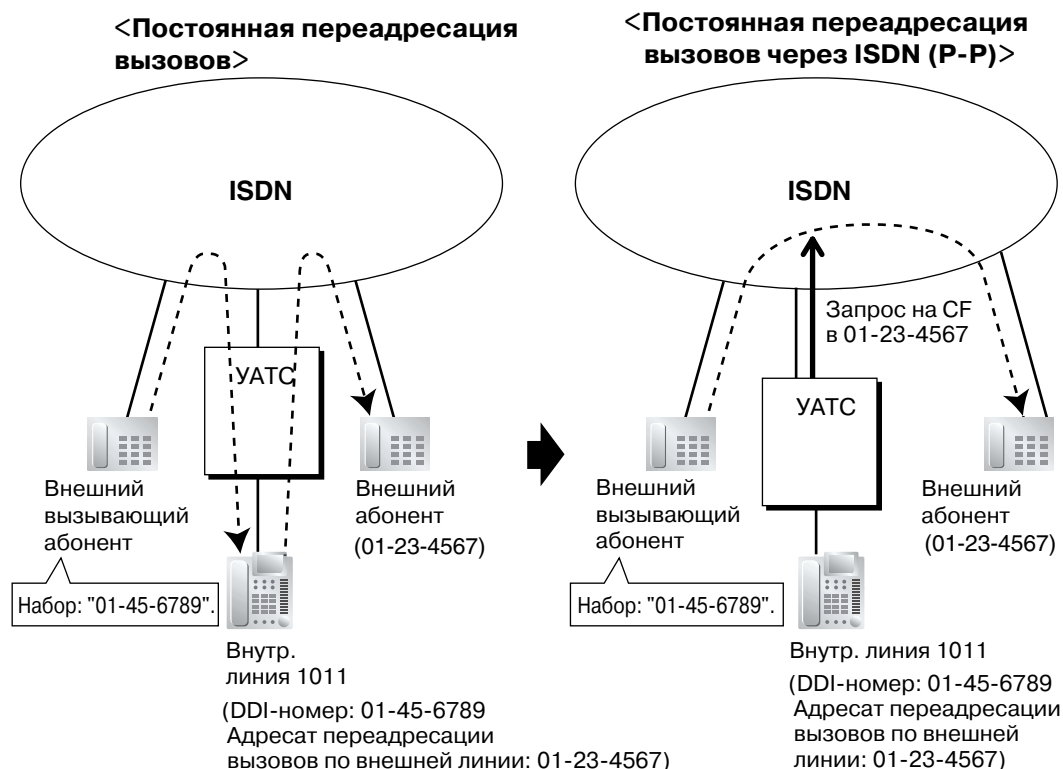 <Постоянная переадресация
вызовов>
ISDN
УАТС
Внешний
вызывающий
абонент
Набор: "01-45-6789".
Внешний
абонент
(01-23-4567)
Внутр.
линия 1011
(DDI-номер: 01-45-6789
Адресат переадресации
вызовов по внешней линии: 01-23-4567)
<Постоянная переадресация
вызовов через ISDN (P-P)>
ISDN
Запрос на CF
в 01-23-4567
УАТС
Внешний
вызывающий
абонент
Набор: "01-45-6789".
Внешний
абонент
(01-23-4567)
Внутр. линия 1011
(DDI-номер: 01-45-6789
Адресат переадресации
вызовов по внешней
линии: 01-23-4567)